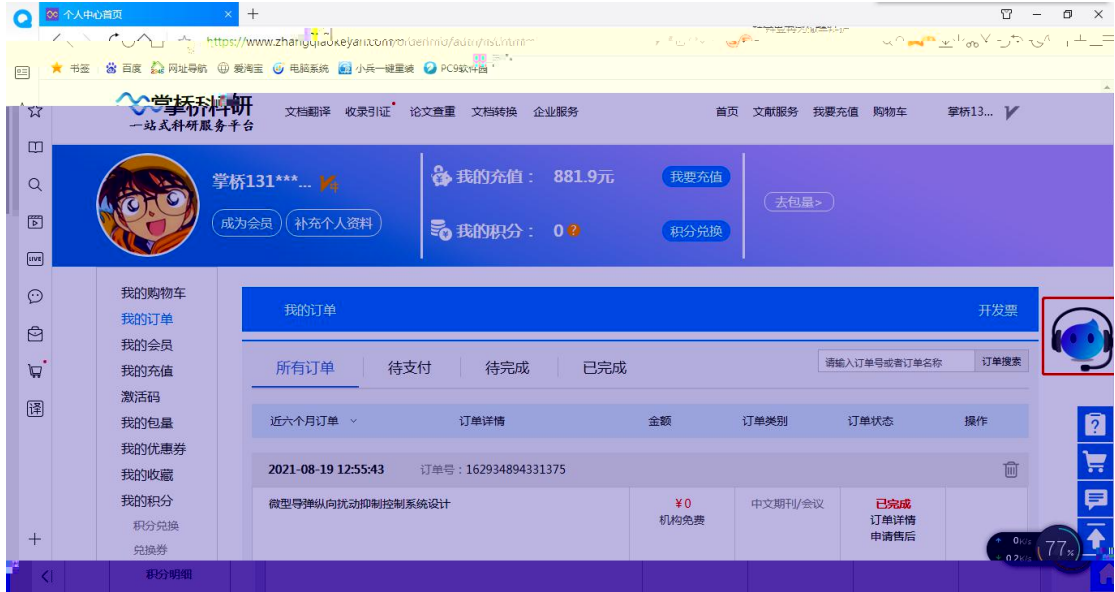 个人中心首页
书签 百度 网址导航 爱淘宝 电脑系统 小兵一键重装
掌桥科研
一站式科研服务平台
文档翻译 收录引证 论文查重 文档转换 企业服务 首页 文献服务 我要充值 购物车 掌桥13...
掌桥131***...
我的充值： 881.9元 我要充值
去包量>
成为会员 补充个人资料
我的积分： 0 ? 积分兑换
LIVE
译
我的购物车
我的订单
我的会员
我的充值
激活码
我的包量
我的优惠券
我的收藏
我的积分
积分兑换
兑换券
积分明细
我的订单 开发票
所有订单 待支付 待完成 已完成
请输入订单号或者订单名称 订单搜索
近六个月订单 订单详情 金额 订单类别 订单状态 操作
2021-08-19 12:55:43 订单号：162934894331375
微型导弹纵向扰动抑制控制系统设计 ¥0 中文期刊/会议 已完成
机构免费 订单详情
申请售后
77%